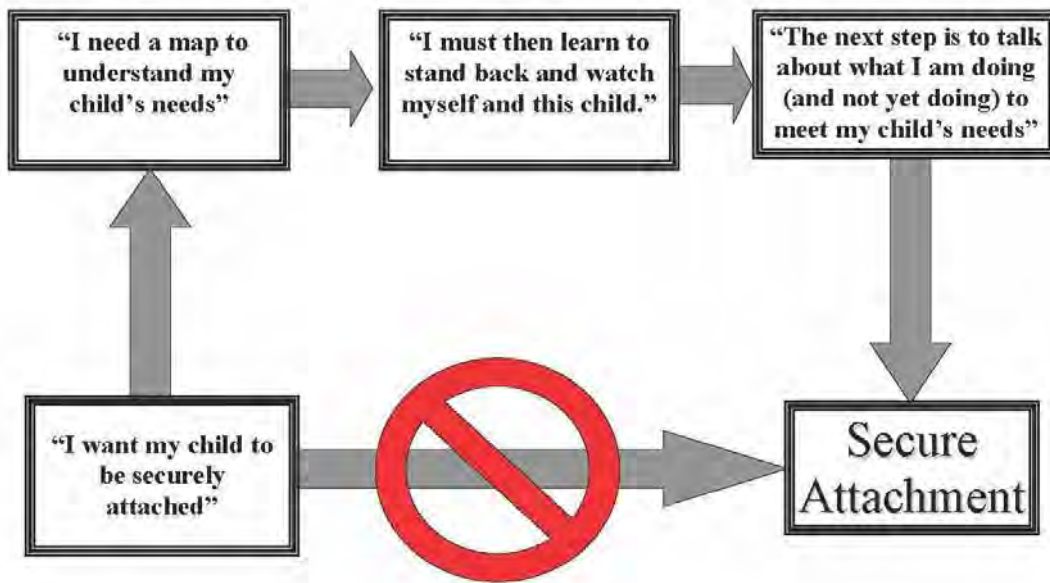 “I need a map to
understand my
child’s needs”
“I must then learn to
stand back and watch
myself and this child.”
“The next step is to talk
about what I am doing
(and not yet doing) to
meet my child’s needs”
“I want my child to
be securely
attached”
Secure
Attachment